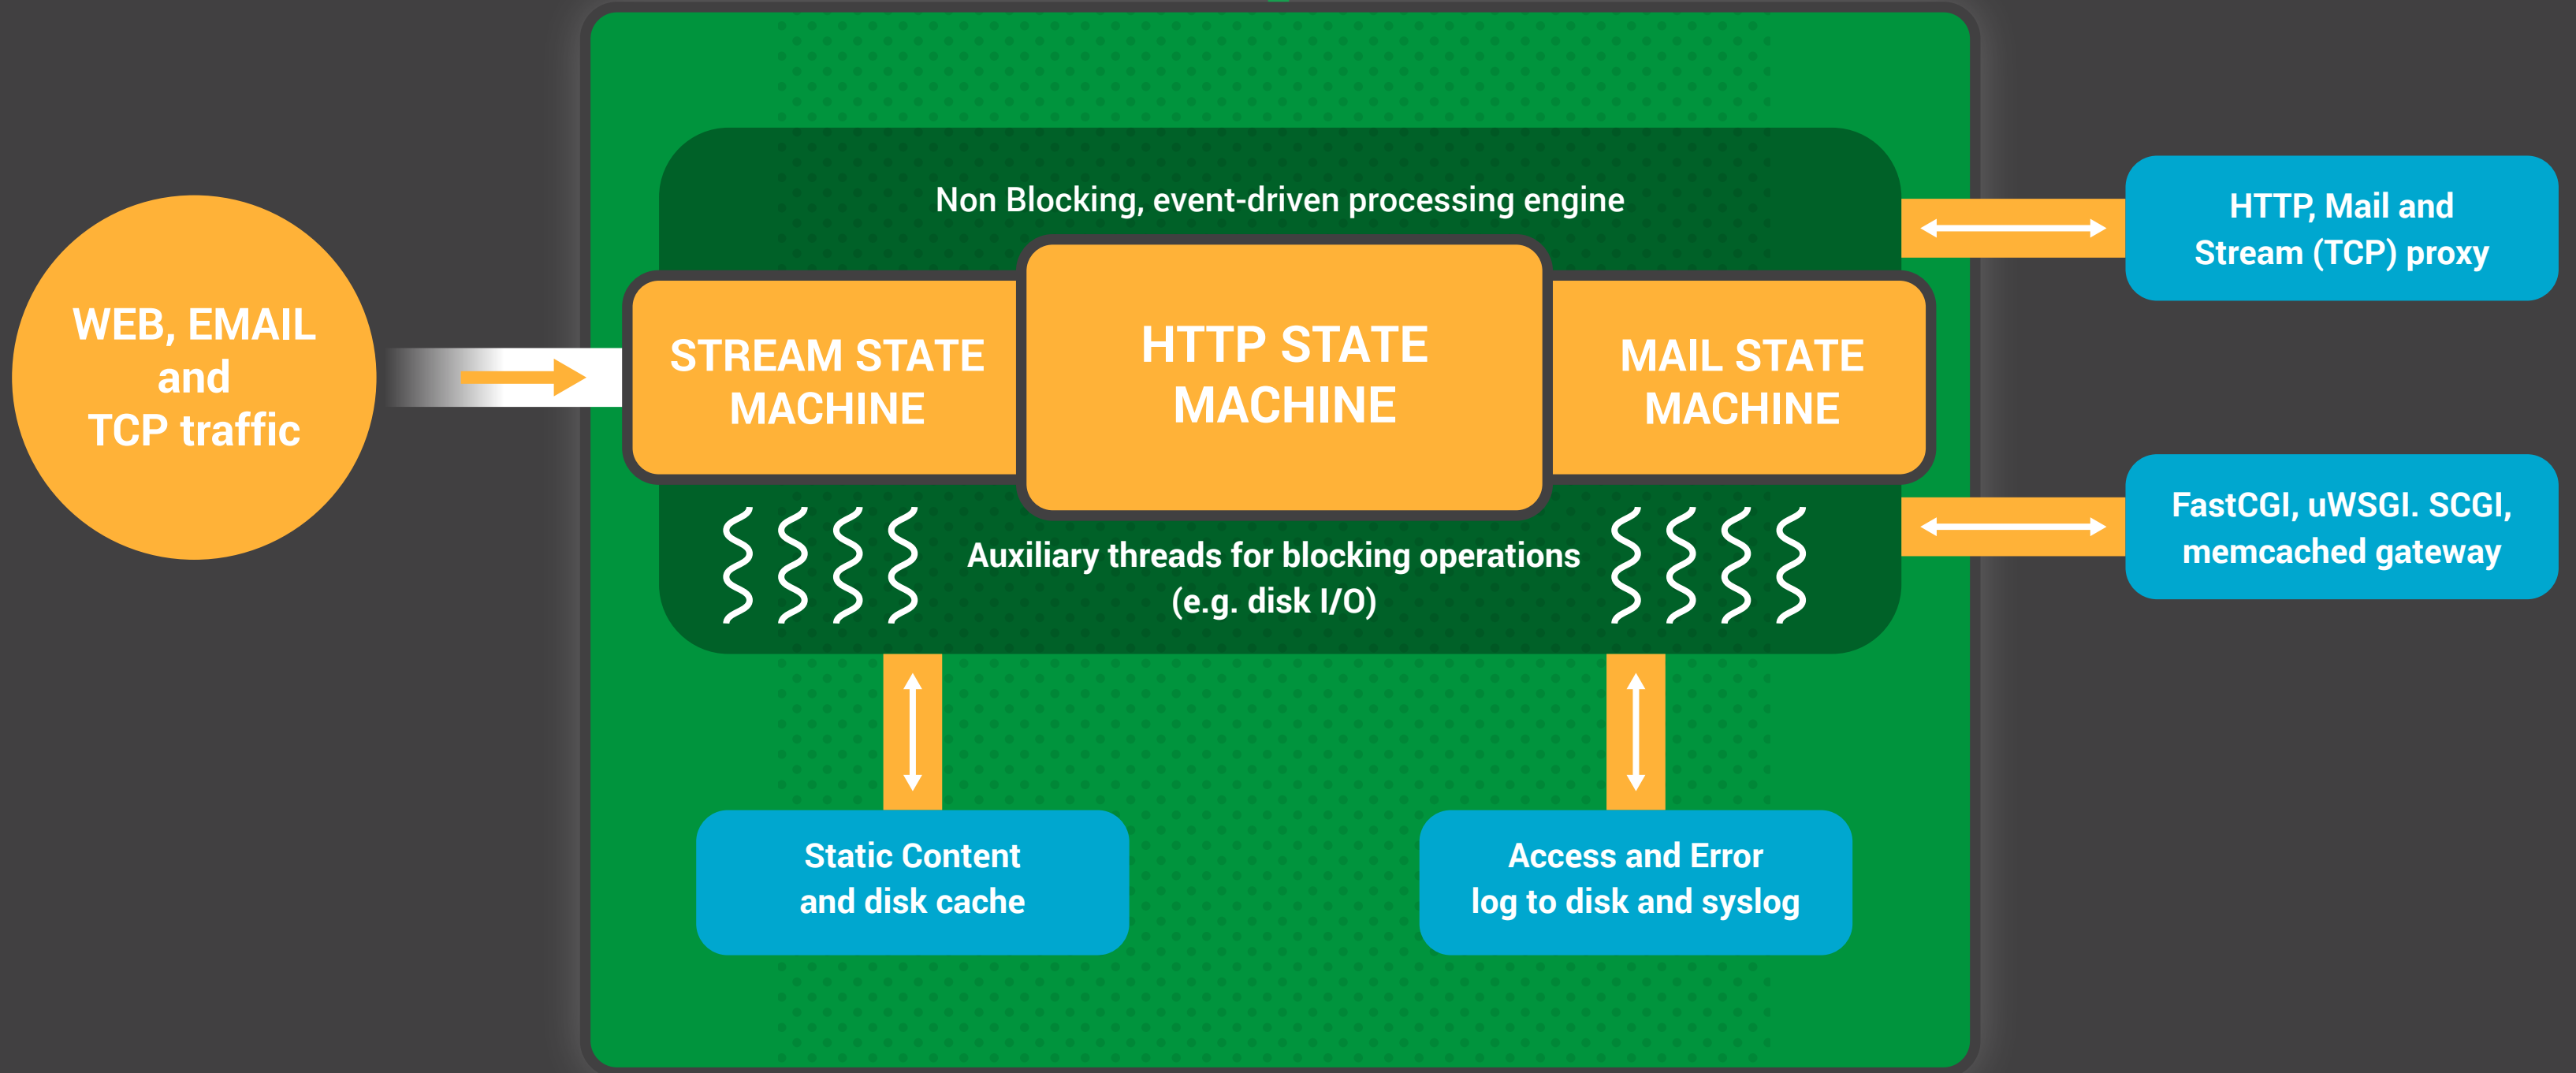 WEB, EMAIL
and
TCP traffic
Non Blocking, event-driven processing engine
STREAM STATE
MACHINE
HTTP STATE
MACHINE
MAIL STATE
MACHINE
Auxiliary threads for blocking operations
(e.g. disk I/O)
HTTP, Mail and
Stream (TCP) proxy
FastCGI, uWSGI. SCGI,
memcached gateway
Static Content
and disk cache
Access and Error
log to disk and syslog